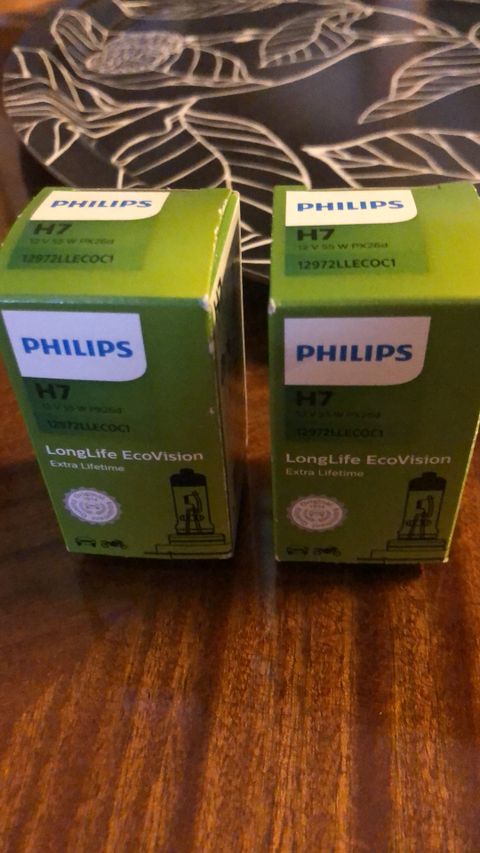 PHILIPS
H7
12 V 55 W PX26d
12972LLECOC1
PHILIPS
H7
12 V 55 W PX26d
12972LLECOC1
LongLife EcoVision
Extra Lifetime
PHILIPS
H7
12 V 55 W PX26d
12972LLECOC1
PHILIPS
H7
12 V 55 W PX26d
12972LLECOC1
LongLife EcoVision
Extra Lifetime